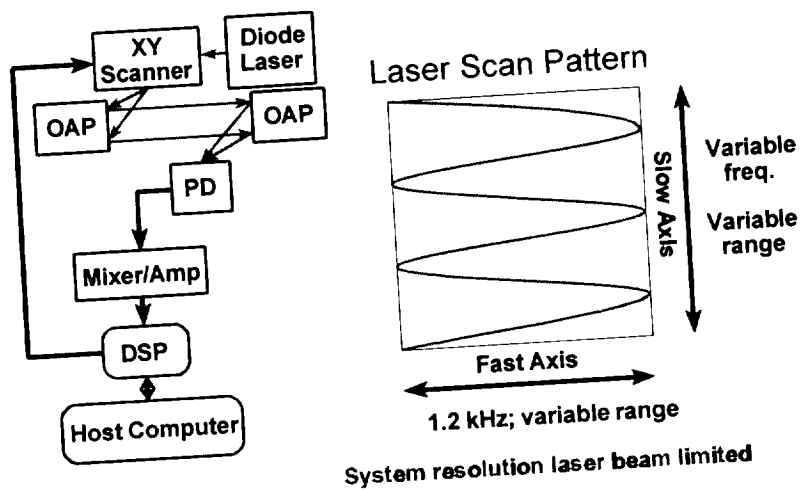 XY
Scanner
Diode
Laser
OAP
OAP
PD
Mixer/Amp
DSP
Host Computer
Laser Scan Pattern
Slow Axis
Variable
freq.
Variable
range
Fast Axis
1.2 kHz; variable range
System resolution laser beam limited